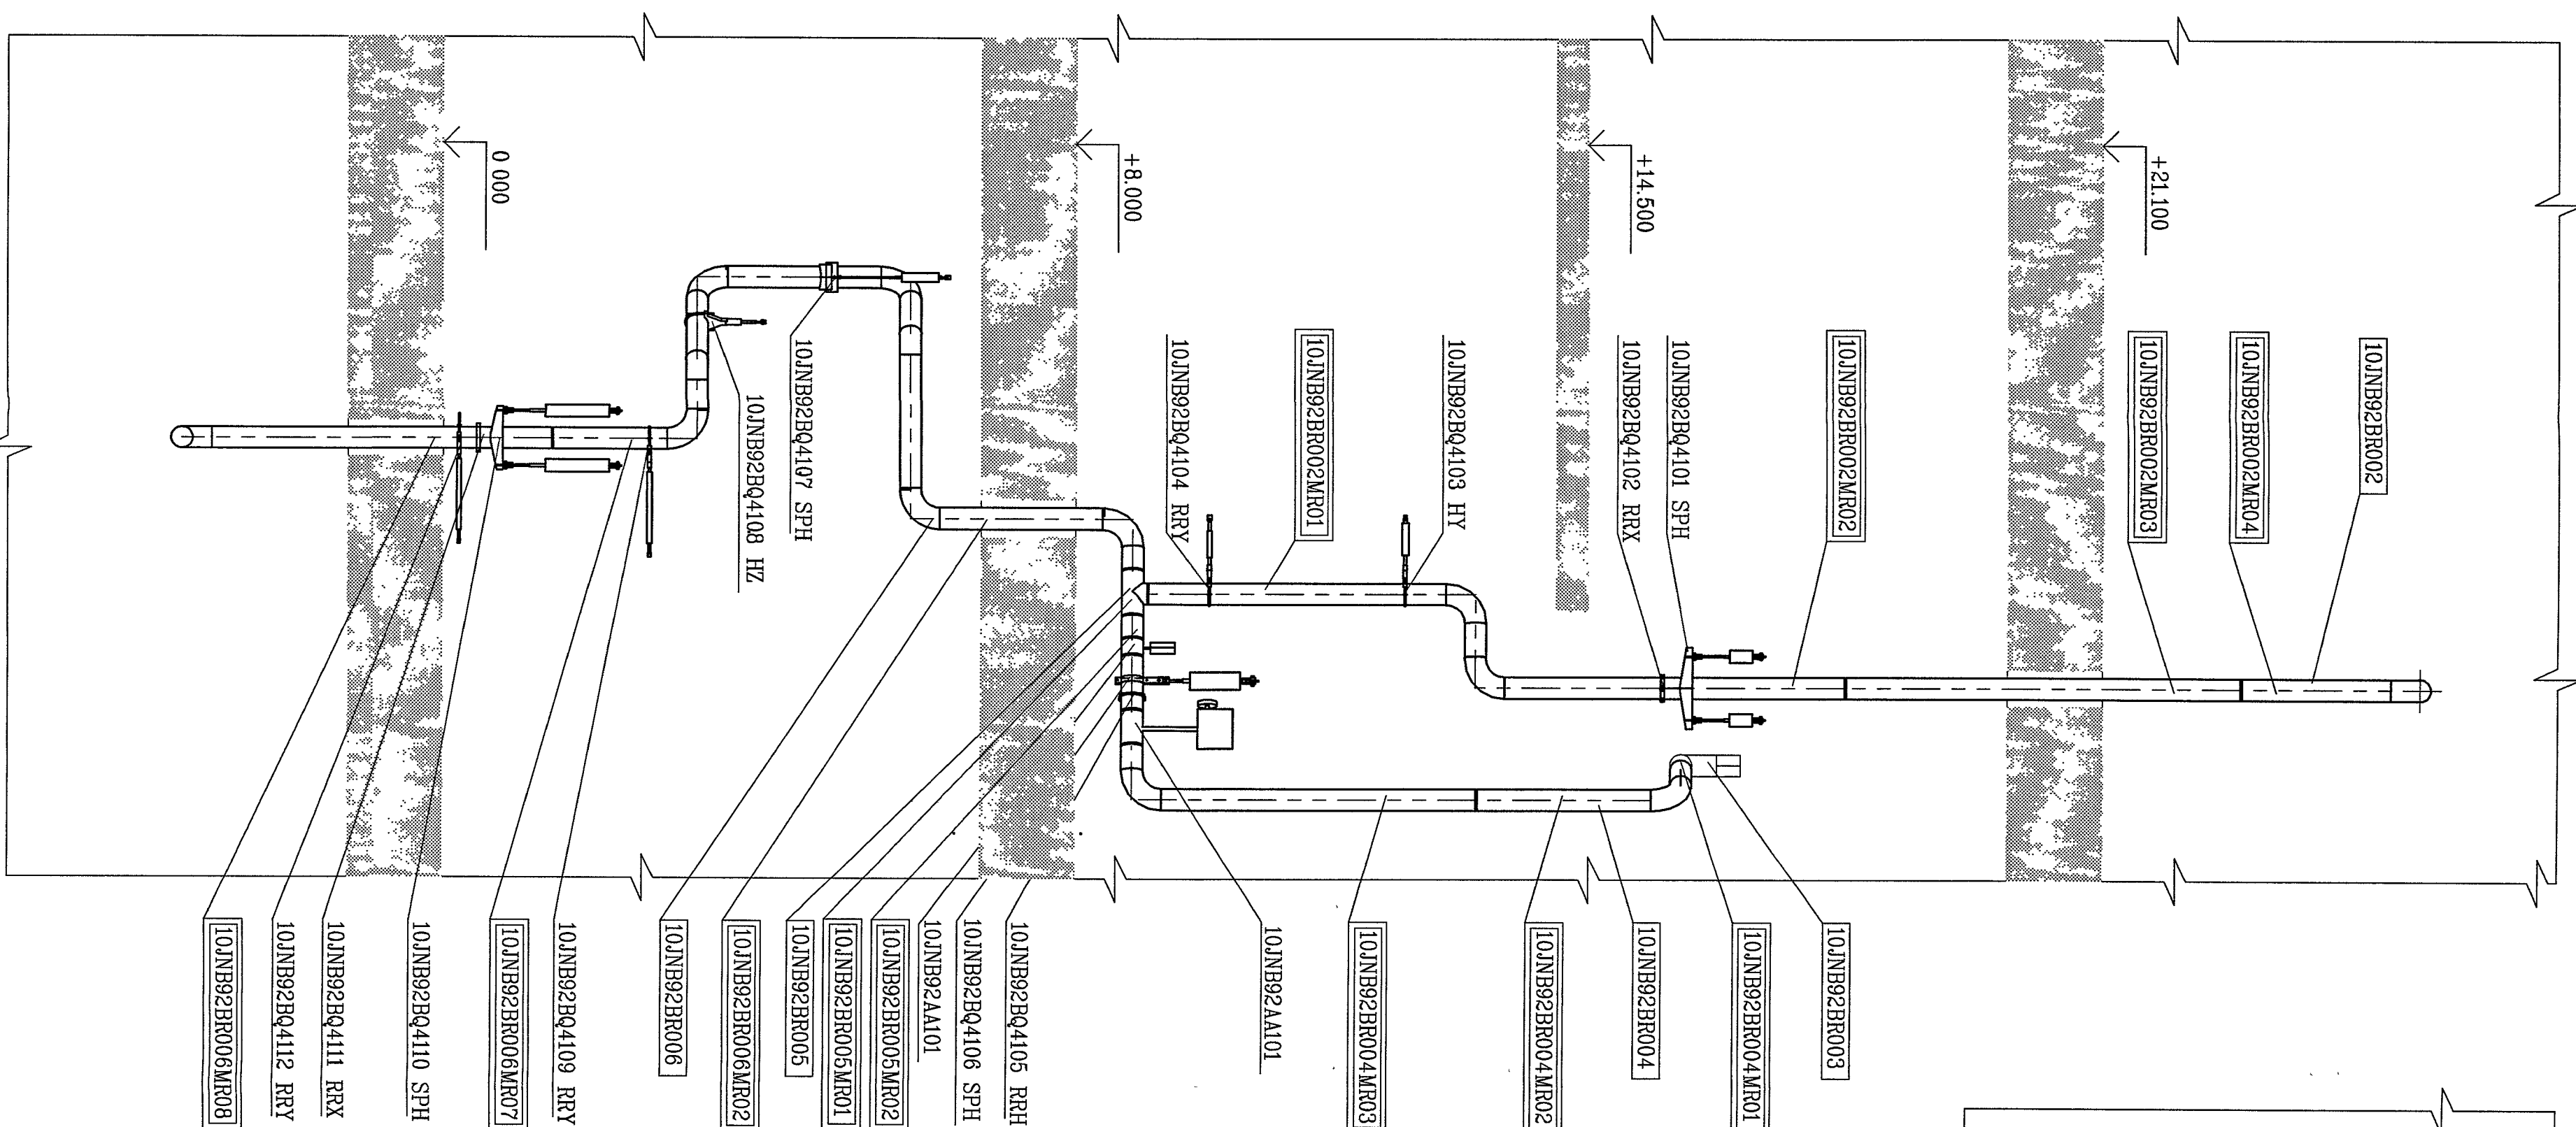 0 000
+8.000
+14.500
+21.100
10JNB92BQ4108 HZ
10JNB92BQ4107 SPH
10JNB92BQ4104 RRY
10JNB92BR002MR01
10JNB92BQ4103 HY
10JNB92BQ4102 RRX
10JNB92BQ4101 SPH
10JNB92BR002MR02
10JNB92BR002MR03
10JNB92BR002MR04
10JNB92BR002
10JNB92BR006MR08
10JNB92BQ4112 RRY
10JNB92BQ4111 RRX
10JNB92BQ4110 SPH
10JNB92BR006MR07
10JNB92BQ4109 RRY
10JNB92BR006
10JNB92BR006MR02
10JNB92BR005
10JNB92BR005MR01
10JNB92BR005MR02
10JNB92AA101
10JNB92BQ4106 SPH
10JNB92BQ4105 RRH
10JNB92AA101
10JNB92BR004MR03
10JNB92BR004MR02
10JNB92BR004
10JNB92BR004MR01
10JNB92BR003